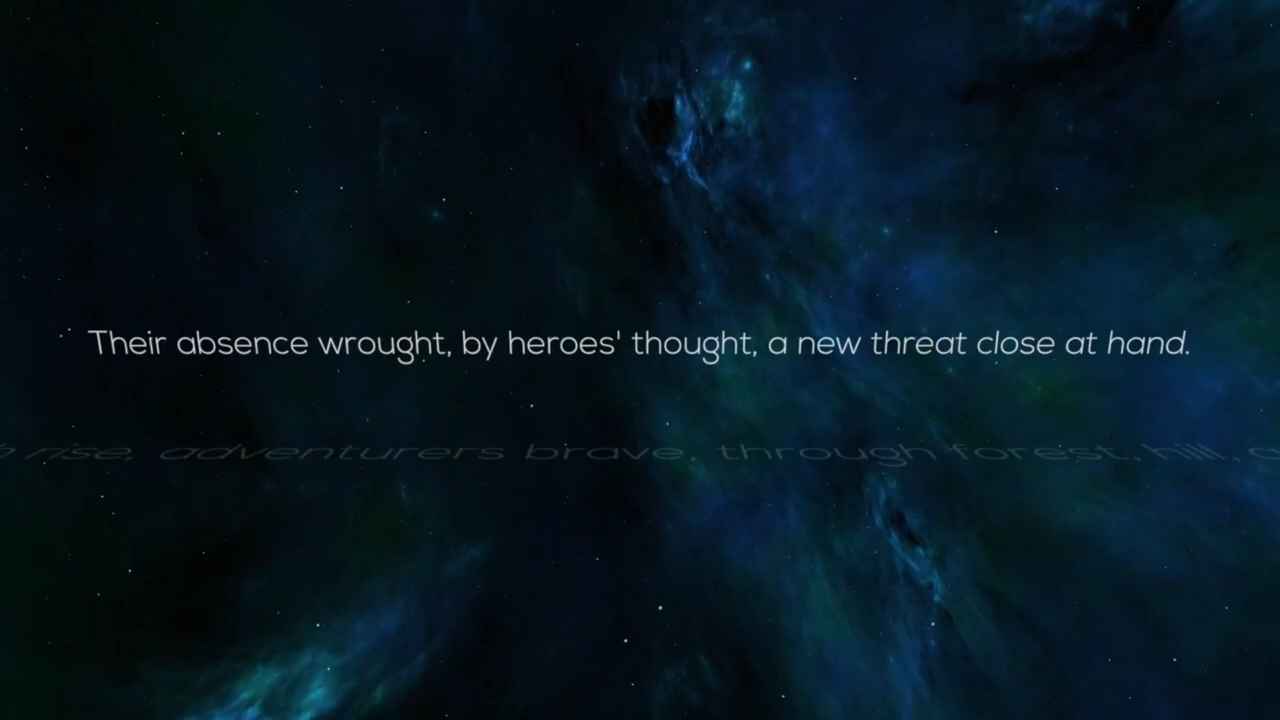 Their absence wrought, by heroes' thought, a new threat close at hand.
rise, adventurers brave, through forest, hill,